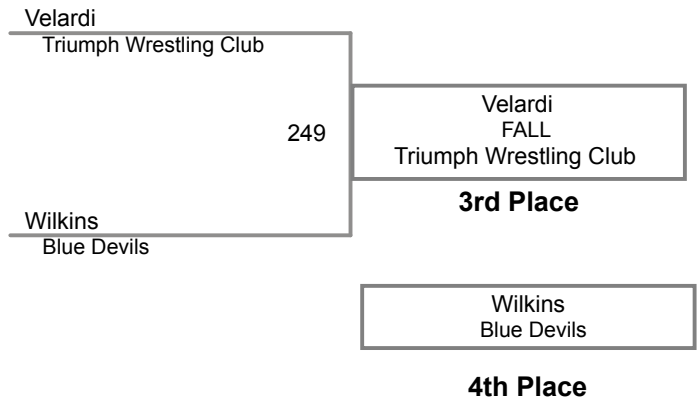 Velardi
Triumph Wrestling Club
249
Velardi
FALL
Triumph Wrestling Club
3rd Place
Wilkins
Blue Devils
Wilkins
Blue Devils
4th Place